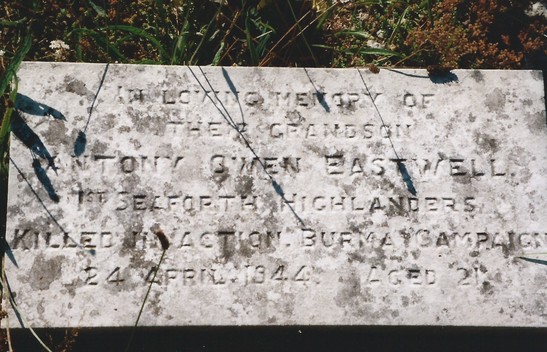 IN LOVING MEMORY OF
THEIR GRANDSON
ANTONY OWEN EASTWELL.
1ST SEAFORTH HIGHLANDERS.
KILLED IN ACTION. BURMA CAMPAIGN
24 APRIL. 1944. AGED 21